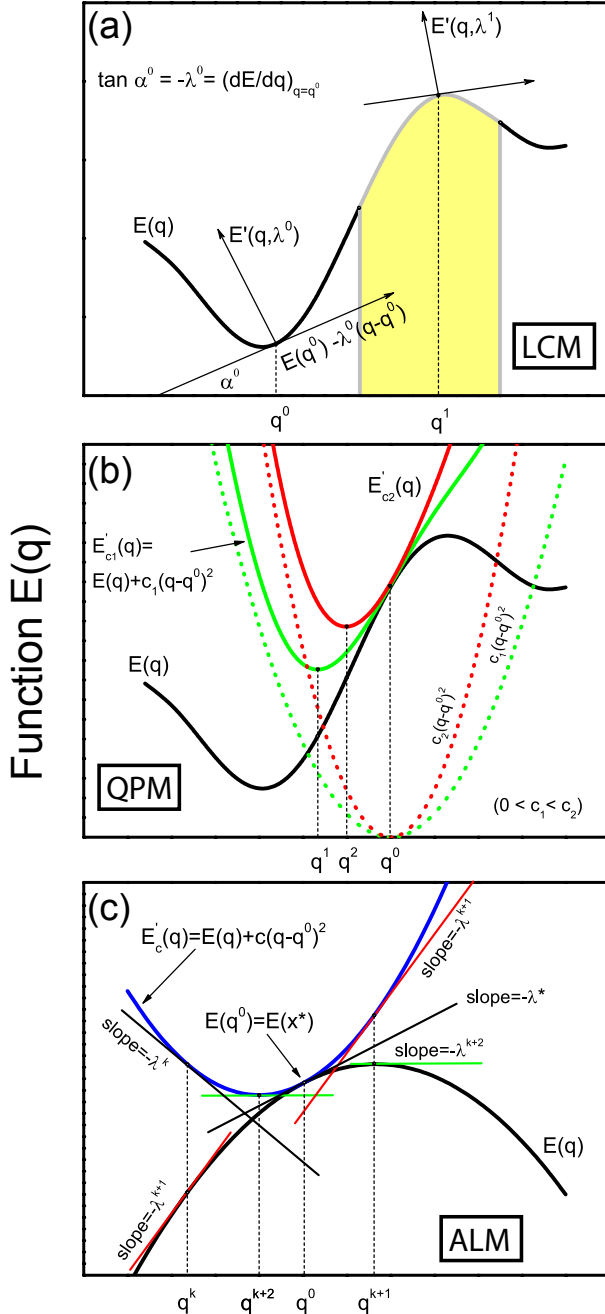 Function E(q)
(a)
E'(q,λ¹)
tan α⁰ = -λ⁰= (dE/dq)q=q⁰
E(q)
E'(q,λ⁰)
E(q⁰) -λ⁰(q-q⁰)
α⁰
LCM
q⁰
q¹
(b)
E'c2(q)
E'c1(q)=
E(q)+c₁(q-q⁰)²
E(q)
c₂(q-q⁰)²
c₁(q-q⁰)²
QPM
(0 < c₁< c₂)
q¹
q²
q⁰
(c)
E'c(q)=E(q)+c(q-q⁰)²
slope=-λᵏ⁺¹
slope=-λ*
E(q⁰)=E(x*)
slope=-λᵏ
slope=-λᵏ⁺²
E(q)
slope=-λᵏ⁺¹
ALM
qᵏ
qᵏ⁺²
q⁰
qᵏ⁺¹